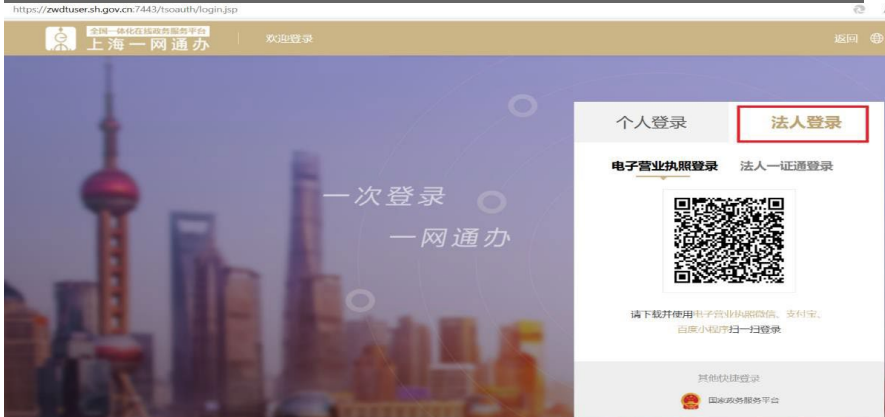 https://zwdtuser.sh.gov.cn:7443/tsoauth/login.jsp
全国一体化在线政务服务平台
上海一网通办
欢迎登录
返回
一次登录
一网通办
个人登录
法人登录
电子营业执照登录
法人一证通登录
请下载并使用电子营业执照微信、支付宝、
百度小程序扫一扫登录
其他快捷登录
国家政务服务平台